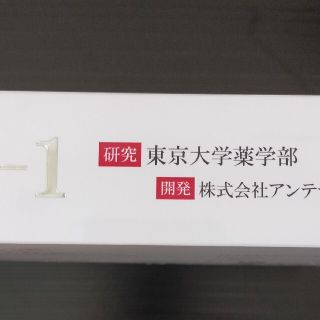 -1
研究 東京大学薬学部
開発 株式会社アンテ